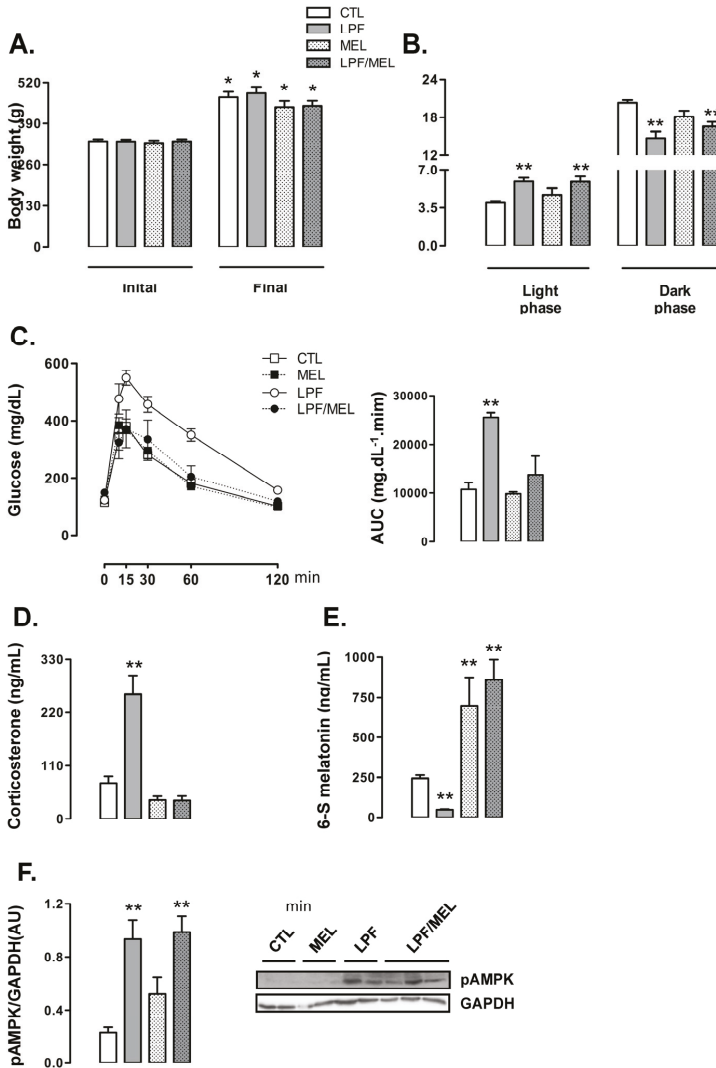 CTL
LPF
MEL
LPF/MEL
A.
Body weight (g)
520
390
260
130
0
* * * *
Inital Final
B.
24
18
12
7.0
3.5
0.0
** ** ** **
Light phase
Dark phase
C.
Glucose (mg/dL)
600
400
200
0
0 15 30 60 120 min
CTL
MEL
LPF
LPF/MEL
AUC (mg.dL-1.mim)
30000
20000
10000
0
**
D.
Corticosterone (ng/mL)
330
220
110
0
**
E.
6-S melatonin (ng/mL)
1000
750
500
250
0
** ** **
F.
pAMPK/GAPDH(AU)
1.2
0.8
0.4
0.0
** **
min
CTL MEL LPF LPF/MEL
pAMPK
GAPDH